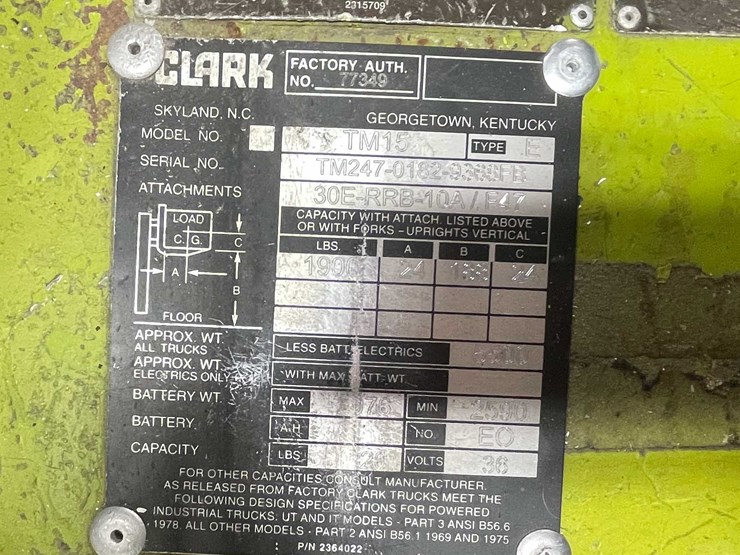 2315709
CLARK
FACTORY AUTH.
NO. 77349
SKYLAND, N.C.
GEORGETOWN, KENTUCKY
MODEL NO. TM15 TYPE E
SERIAL NO. TM247-0182
ATTACHMENTS 30E-RRB-10A /
CAPACITY WITH ATTACH. LISTED ABOVE
OR WITH FORKS - UPRIGHTS VERTICAL
LOAD
C. G.
C
A
B
FLOOR
LBS. A B C
24
APPROX. WT.
ALL TRUCKS LESS BATT. ELECTRICS
APPROX. WT.
ELECTRICS ONLY WITH MAX BATT. WT.
BATTERY WT. MAX MIN
BATTERY A.H. NO. EO
CAPACITY LBS VOLTS 36
FOR OTHER CAPACITIES CONSULT MANUFACTURER.
AS RELEASED FROM FACTORY CLARK TRUCKS MEET THE
FOLLOWING DESIGN SPECIFICATIONS FOR POWERED
INDUSTRIAL TRUCKS. UT AND IT MODELS - PART 3 ANSI B56.6
1978. ALL OTHER MODELS - PART 2 ANSI B56.1 1969 AND 1975
P/N 2364022